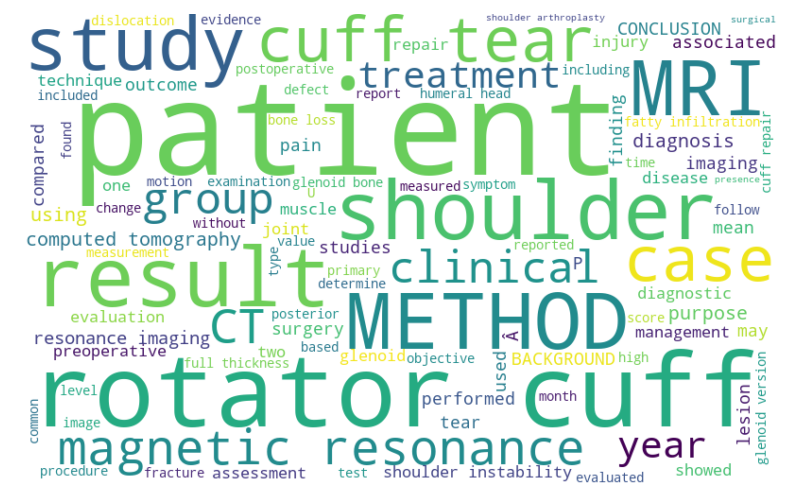 dislocation evidence shoulder arthroplasty surgical
study cuff tear CONCLUSION
repair injury associated
technique outcome postoperative treatment including MRI
included defect report humeral head
patient finding
bone loss fatty infiltration
compared found pain diagnosis cuff repair
time imaging
one motion examination glenoid bone measured symptom disease presence
U
group shoulder
using change without muscle follow
computed tomography joint mean
measurement value studies reported
result type primary clinical P case
determine
evaluation posterior diagnostic
CT METHOD score purpose
resonance imaging surgery Â management may
preoperative two based
full thickness glenoid objective used BACKGROUND high
rotator cuff
level performed month lesion glenoid version
common image tear
magnetic resonance year
showed
procedure fracture assessment test shoulder instability evaluated